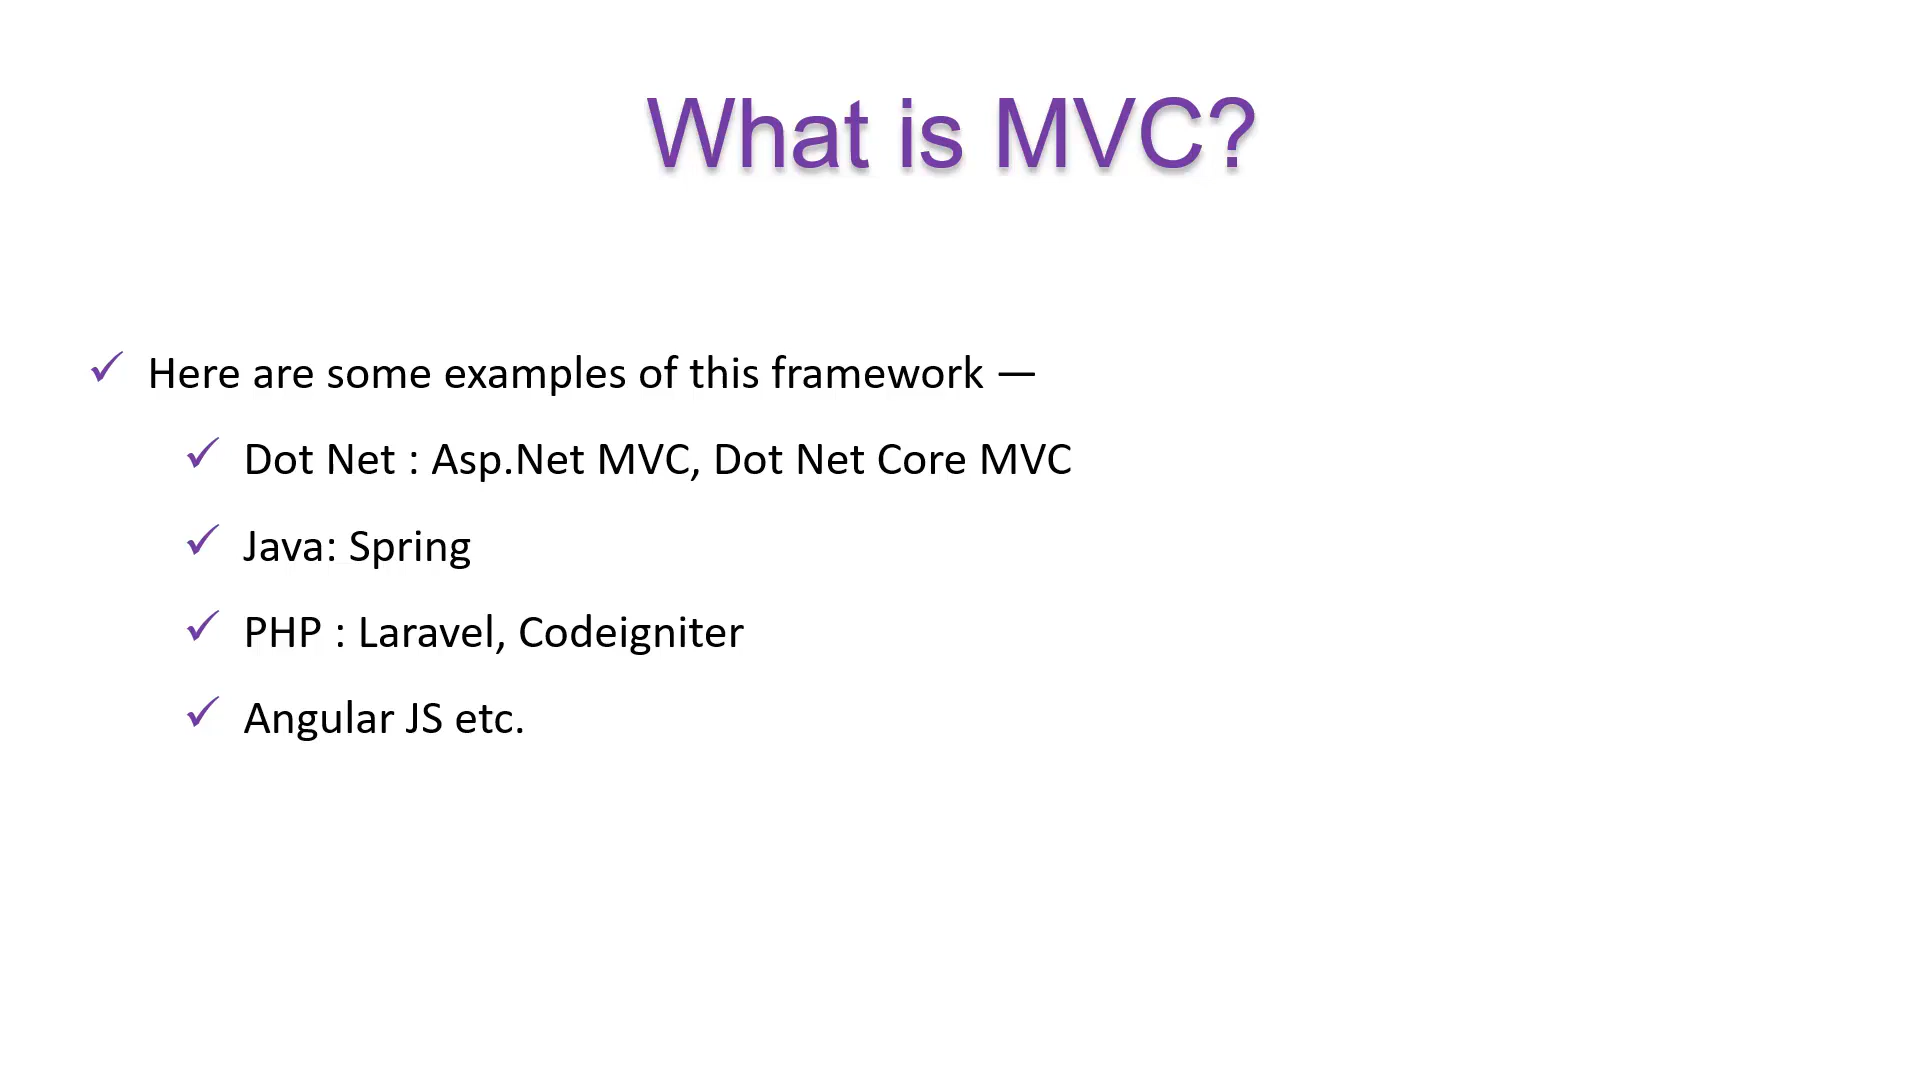 What is MVC?
Here are some examples of this framework —
Dot Net : Asp.Net MVC, Dot Net Core MVC
Java: Spring
PHP : Laravel, Codeigniter
Angular JS etc.